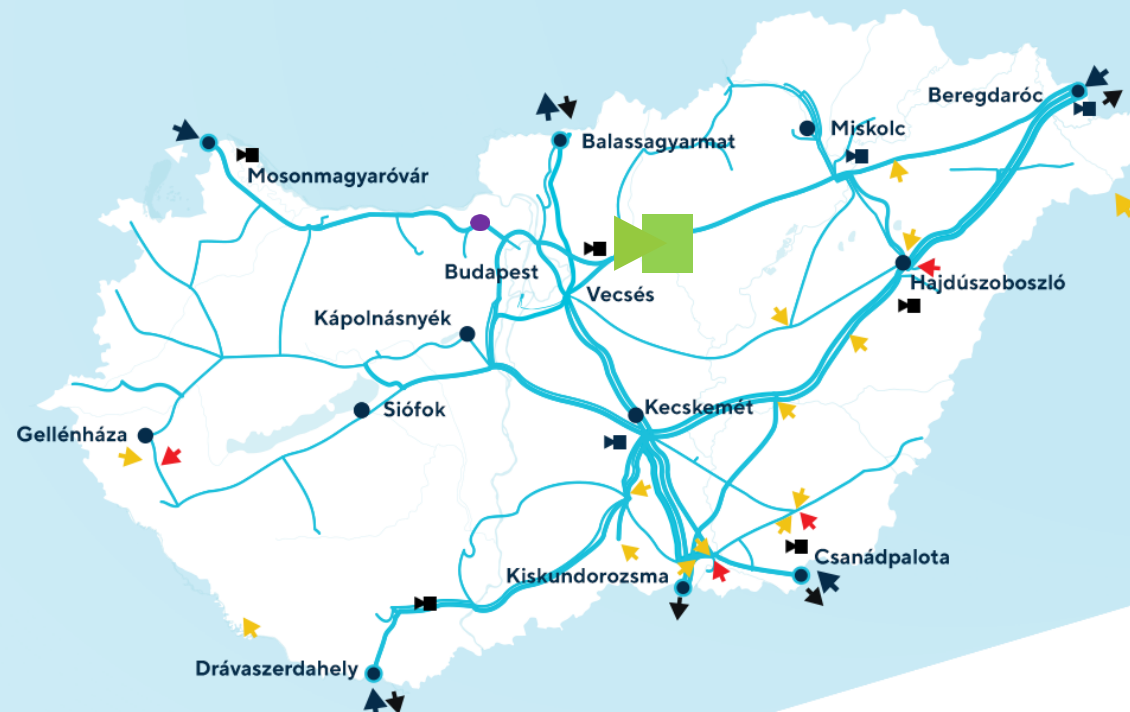 Beregdaróc
Miskolc
Balassagyarmat
Mosonmagyaróvár
Budapest
Hajdúszoboszló
Vecsés
Kápolnásnyék
Kecskemét
Siófok
Gellénháza
Csanádpalota
Kiskundorozsma
Drávaszerdahely